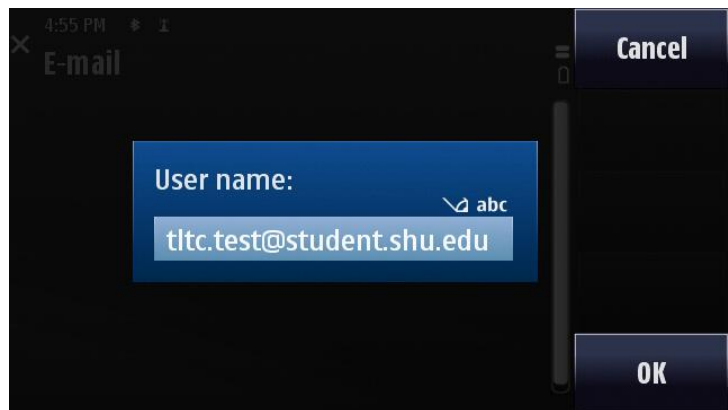 4:55 PM
E-mail
Cancel
User name:
abc
tltc.test@student.shu.edu
OK